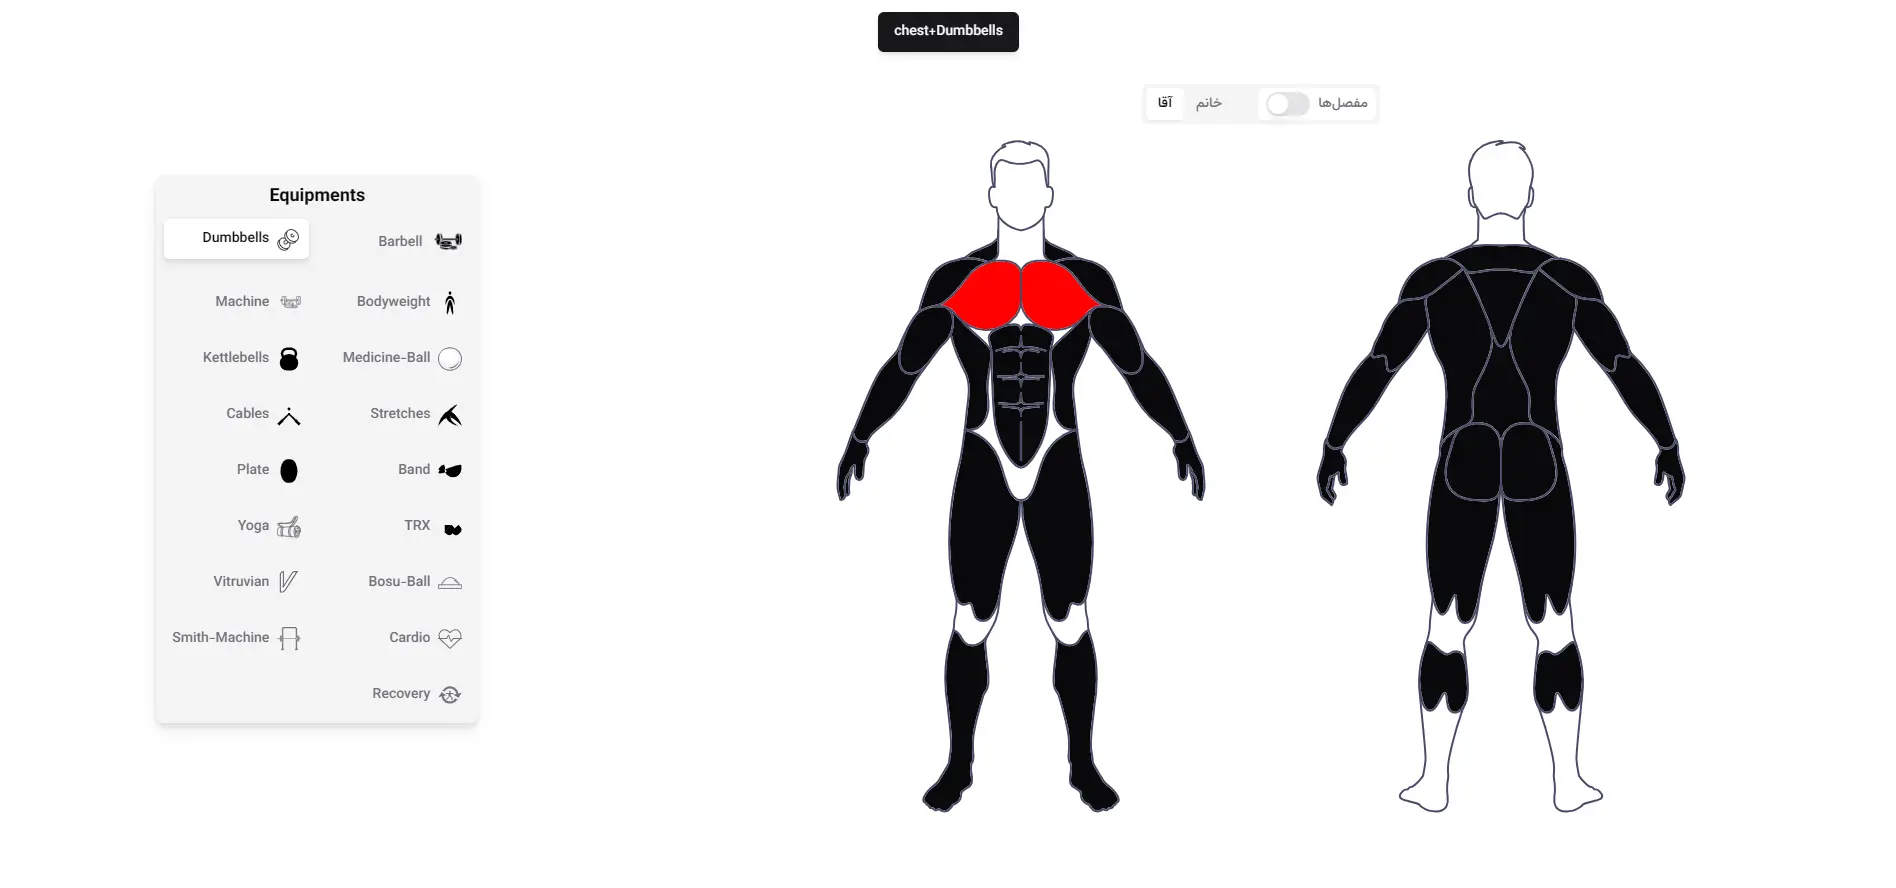 chest+Dumbbells
آقا
خانم
مفصل‌ها
Equipments
Dumbbells
Barbell
Machine
Bodyweight
Kettlebells
Medicine-Ball
Cables
Stretches
Plate
Band
Yoga
TRX
Vitruvian
Bosu-Ball
Smith-Machine
Cardio
Recovery